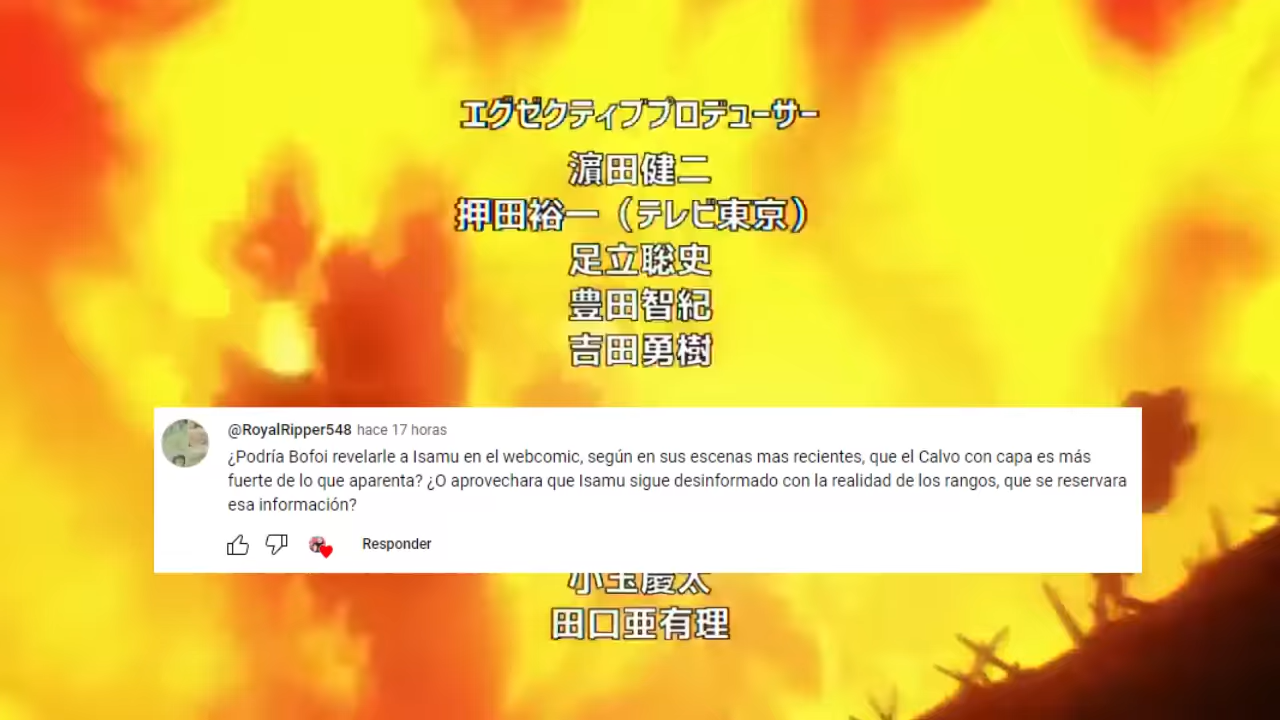 エグゼクティブプロデューサー
濵田健二
押田裕一（テレビ東京）
足立聡史
豊田智紀
吉田勇樹
@RoyalRipper548 hace 17 horas
¿Podría Bofoi revelarle a Isamu en el webcomic, según en sus escenas mas recientes, que el Calvo con capa es más
fuerte de lo que aparenta? ¿O aprovechara que Isamu sigue desinformado con la realidad de los rangos, que se reservara
esa información?
Responder
小玉慶太
田口亜有理